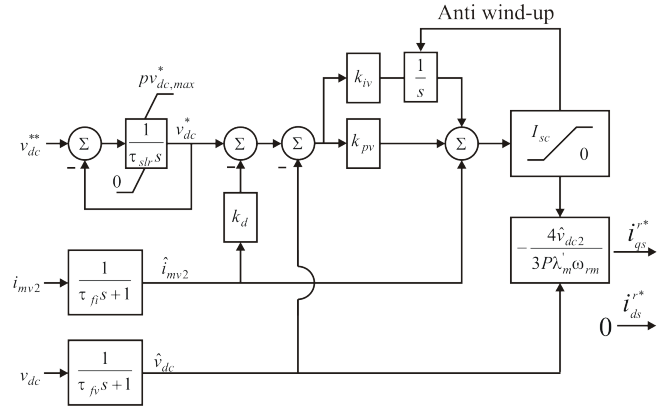 Anti wind-up
pv*dc,max
kiv
1/s
v**dc
Σ
-
1/τslr s
0
v*dc
Σ
-
Σ
-
kpv
Σ
Isc
0
kd
imv2
1/(τfi s+1)
îmv2
-4v̂dc2/(3Pλ'mωrm)
ir*qs
0
ir*ds
vdc
1/(τfv s+1)
v̂dc